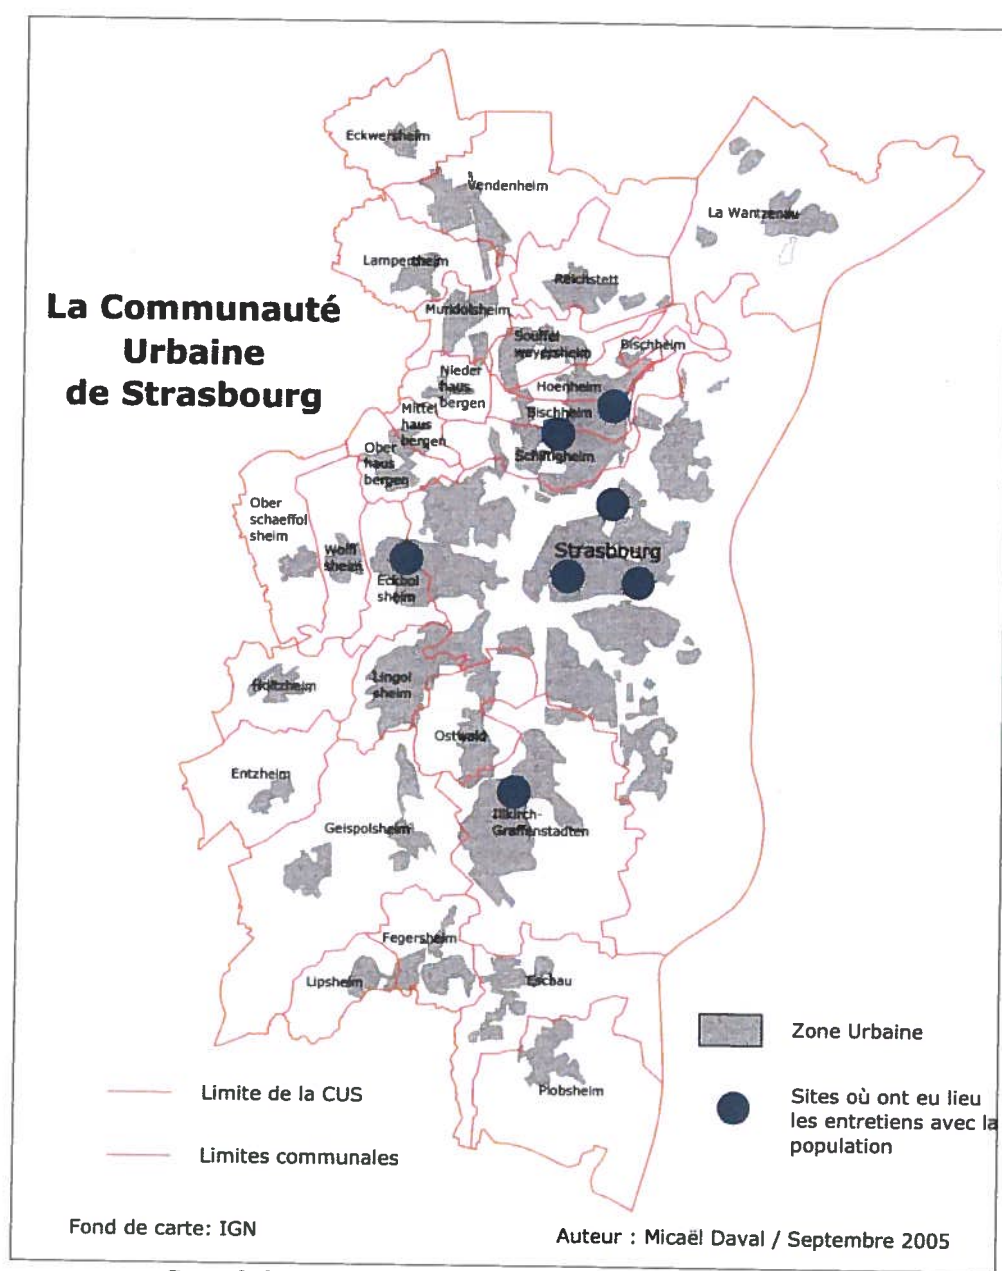 Eckwersheim
Vendenheim
La Wantzenau
Lampertheim
Reichstett
La Communauté
Urbaine
de Strasbourg
Mundolsheim
Souffel
weyersheim
Bischheim
Nieder
haus
bergen
Hoenheim
Mittel
haus
bergen
Bischheim
Ober
haus
bergen
Schiltigheim
Ober
schaeffol
sheim
Wolfi
sheim
Strasbourg
Eckbol
sheim
Lingol
sheim
Ostwald
Entzheim
Illkirch-
Graffenstadten
Geispolsheim
Fegersheim
Lipsheim
Eschau
Plobsheim
Zone Urbaine
Limite de la CUS
Sites où ont eu lieu
les entretiens avec la
population
Limites communales
Fond de carte: IGN
Auteur : Micaël Daval / Septembre 2005